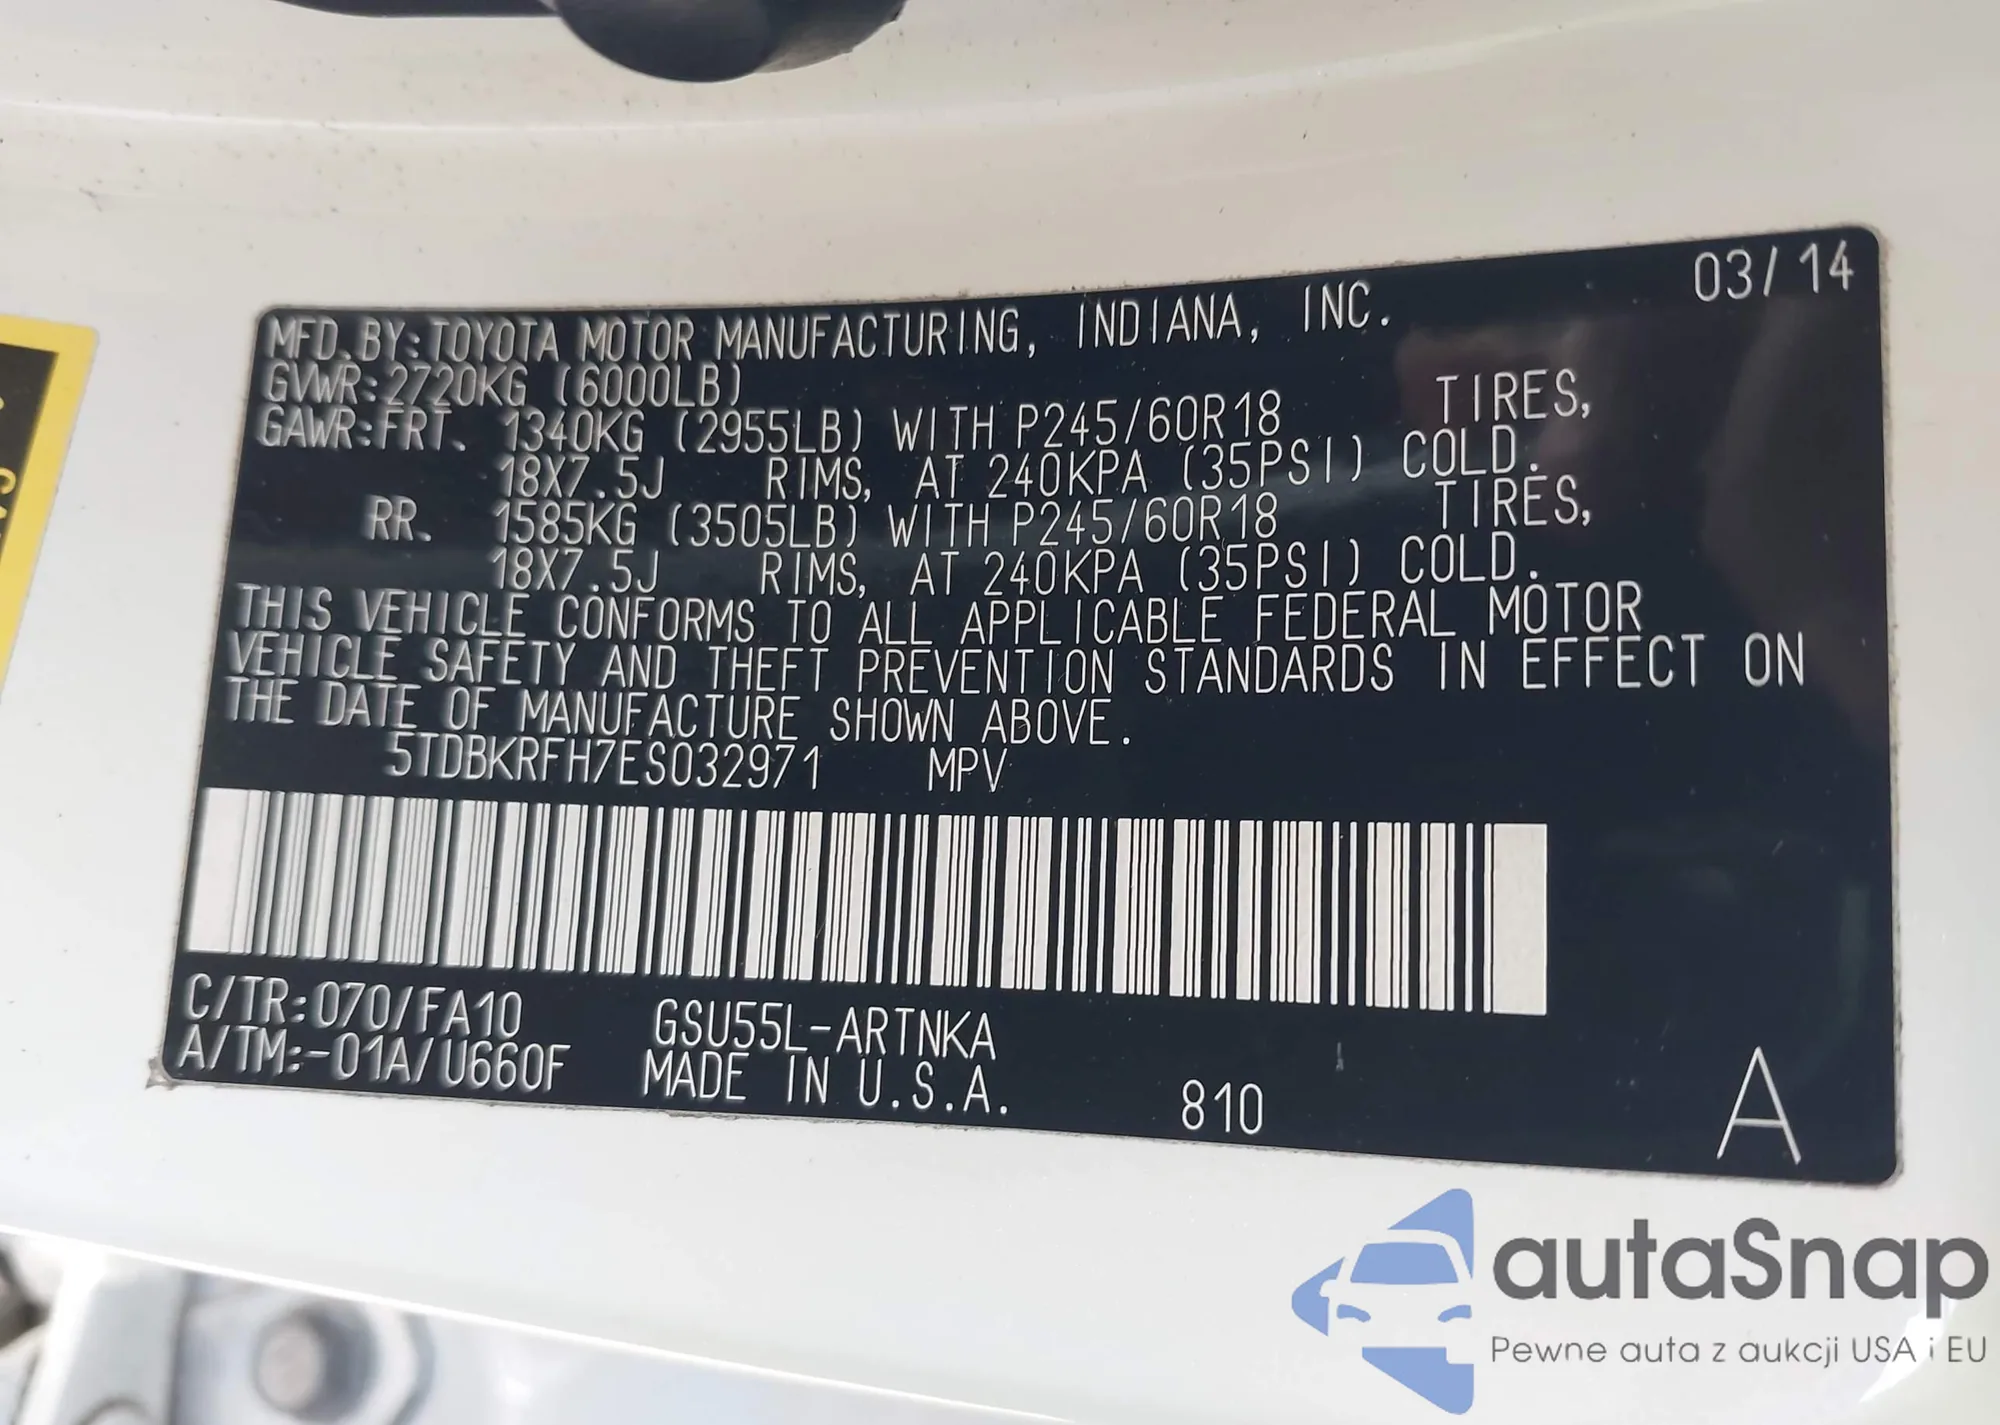 03/14
MFD.BY:TOYOTA MOTOR MANUFACTURING, INDIANA, INC.
GVWR:2720KG (6000LB)
GAWR:FRT. 1340KG (2955LB) WITH P245/60R18 TIRES,
18X7.5J RIMS, AT 240KPA (35PSI) COLD.
RR. 1585KG (3505LB) WITH P245/60R18 TIRES,
18X7.5J RIMS, AT 240KPA (35PSI) COLD.
THIS VEHICLE CONFORMS TO ALL APPLICABLE FEDERAL MOTOR
VEHICLE SAFETY AND THEFT PREVENTION STANDARDS IN EFFECT ON
THE DATE OF MANUFACTURE SHOWN ABOVE.
5TDBKRFH7ES032971 MPV
C/TR:070/FA10 GSU55L-ARTNKA
A/TM:-01A/U660F MADE IN U.S.A. 810 A
autaSnap
Pewne auta z aukcji USA i EU